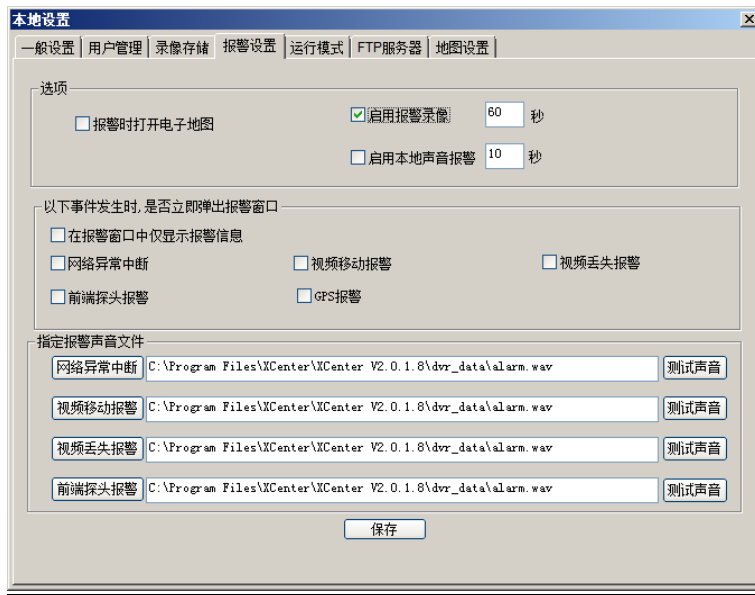 本地设置
一般设置 用户管理 录像存储 报警设置 运行模式 FTP服务器 地图设置
选项
报警时打开电子地图 启用报警录像 60 秒
启用本地声音报警 10 秒
以下事件发生时,是否立即弹出报警窗口
在报警窗口中仅显示报警信息
网络异常中断 视频移动报警 视频丢失报警
前端探头报警 GPS报警
指定报警声音文件
网络异常中断 C:\Program Files\XCenter\XCenter V2.0.1.8\dvr_data\alarm.wav 测试声音
视频移动报警 C:\Program Files\XCenter\XCenter V2.0.1.8\dvr_data\alarm.wav 测试声音
视频丢失报警 C:\Program Files\XCenter\XCenter V2.0.1.8\dvr_data\alarm.wav 测试声音
前端探头报警 C:\Program Files\XCenter\XCenter V2.0.1.8\dvr_data\alarm.wav 测试声音
保存